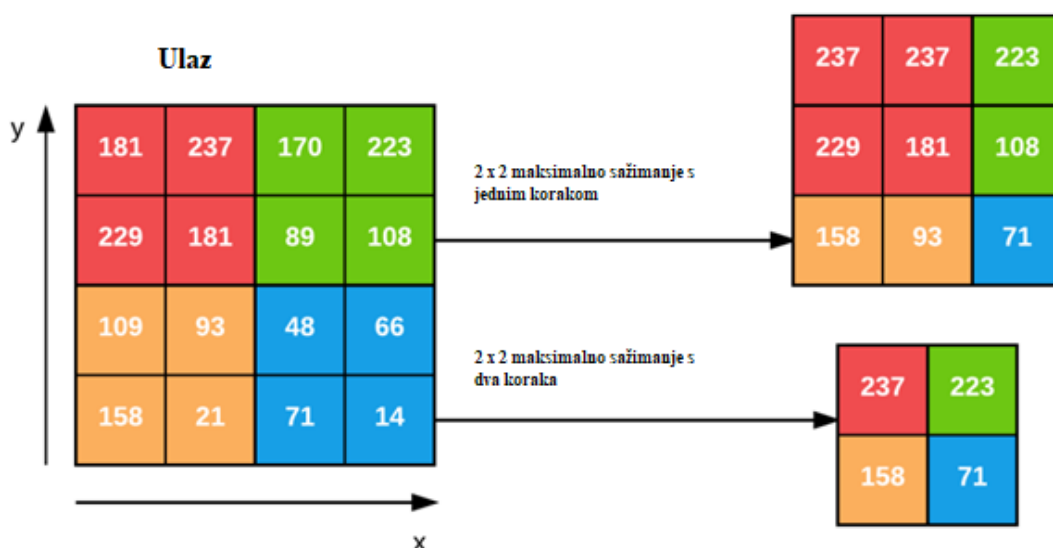 Ulaz
y
181 237 170 223
229 181 89 108
109 93 48 66
158 21 71 14
x
2 x 2 maksimalno sažimanje s
jednim korakom
237 237 223
229 181 108
158 93 71
2 x 2 maksimalno sažimanje s
dva koraka
237 223
158 71